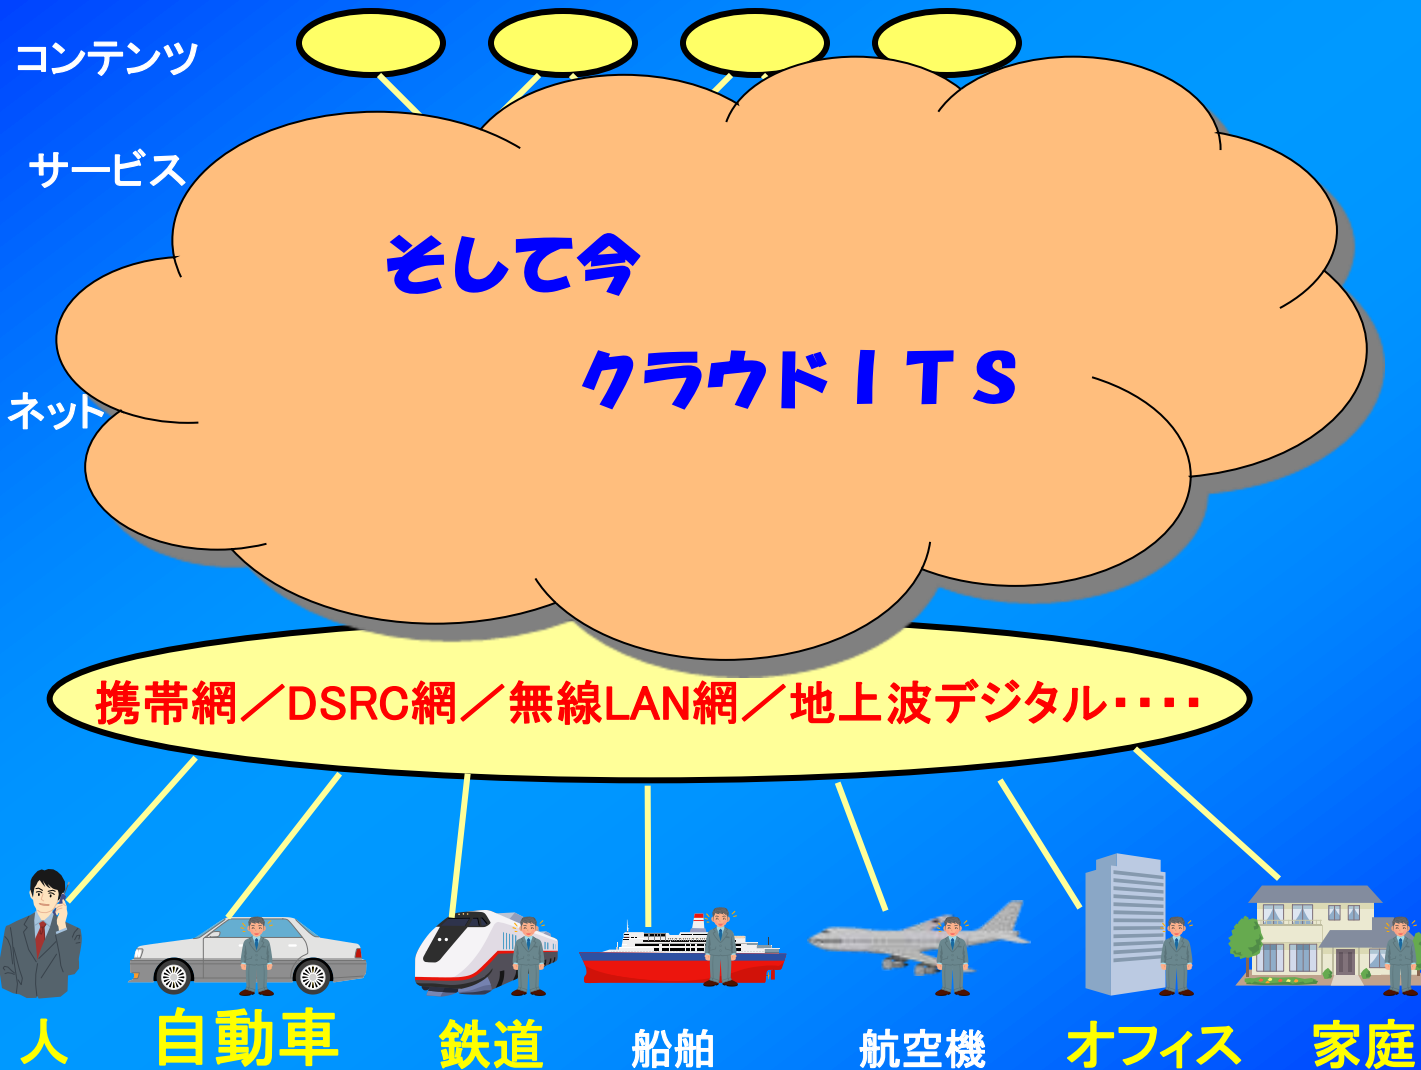 コンテンツ
サービス
そして今
クラウドＩＴＳ
ネット
携帯網／DSRC網／無線LAN網／地上波デジタル・・・・
人
自動車
鉄道
船舶
航空機
オフィス
家庭